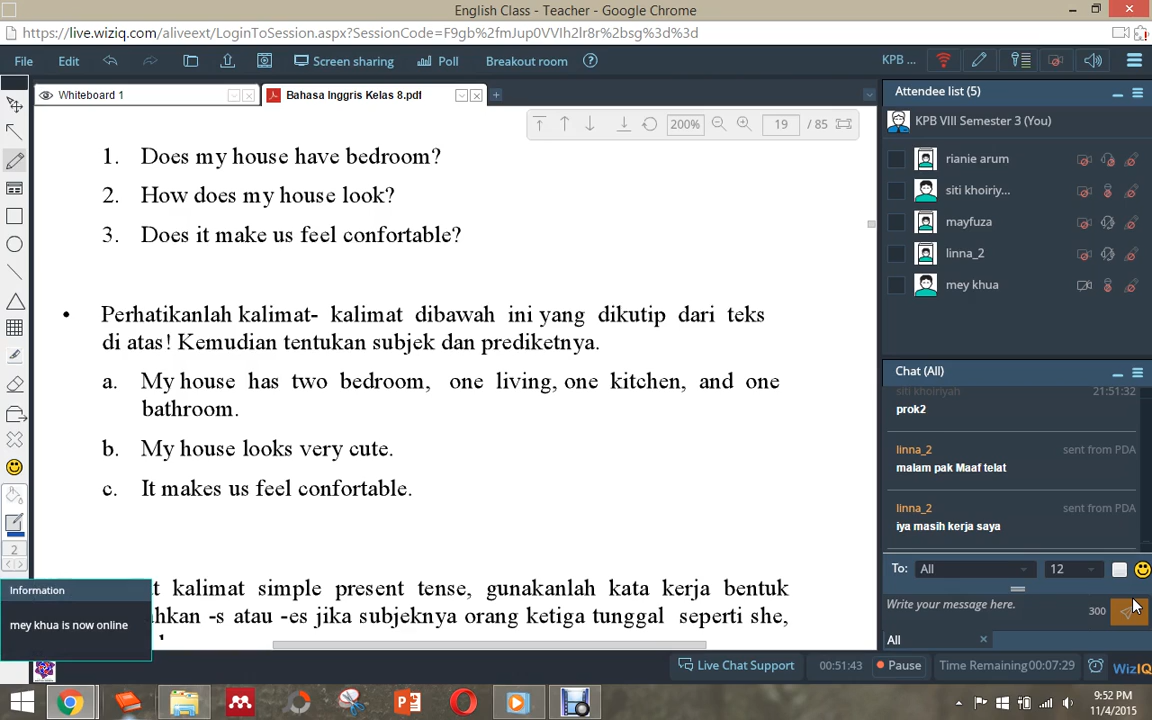 English Class - Teacher - Google Chrome
https://live.wiziq.com/aliveext/LoginToSession.aspx?SessionCode=F9gb%2fmJup0VVIh2lr8r%2bsg%3d%3d
File Edit Screen sharing Poll Breakout room KPB ...
Whiteboard 1 Bahasa Inggris Kelas 8.pdf
200% 19 / 85
1. Does my house have bedroom?
2. How does my house look?
3. Does it make us feel confortable?
• Perhatikanlah kalimat- kalimat dibawah ini yang dikutip dari teks
di atas! Kemudian tentukan subjek dan prediketnya.
a. My house has two bedroom, one living, one kitchen, and one
bathroom.
b. My house looks very cute.
c. It makes us feel confortable.
kalimat simple present tense, gunakanlah kata kerja bentuk
-s atau -es jika subjeknya orang ketiga tunggal seperti she,
2
Information
mey khua is now online
Attendee list (5)
KPB VIII Semester 3 (You)
rianie arum
siti khoiriy...
mayfuza
linna_2
mey khua
Chat (All)
siti khoiriyah 21:51:32
prok2
linna_2 sent from PDA
malam pak Maaf telat
linna_2 sent from PDA
iya masih kerja saya
To: All 12
Write your message here. 300
All
Live Chat Support 00:51:43 Pause Time Remaining 00:07:29 WizIQ
9:52 PM
11/4/2015